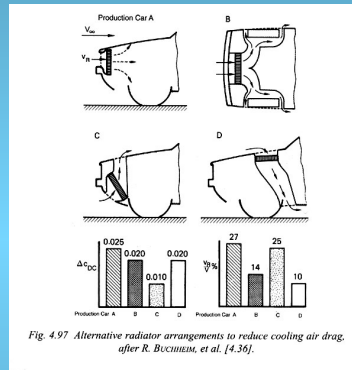 Production Car A
B
V∞
vR
C
D
0.025
0.020
0.010
0.020
Δ cDC
Production Car A B C D
27
14
25
10
%
Production Car A B C D
Fig. 4.97 Alternative radiator arrangements to reduce cooling air drag,
after R. BUCHHEIM, et al. [4.36].